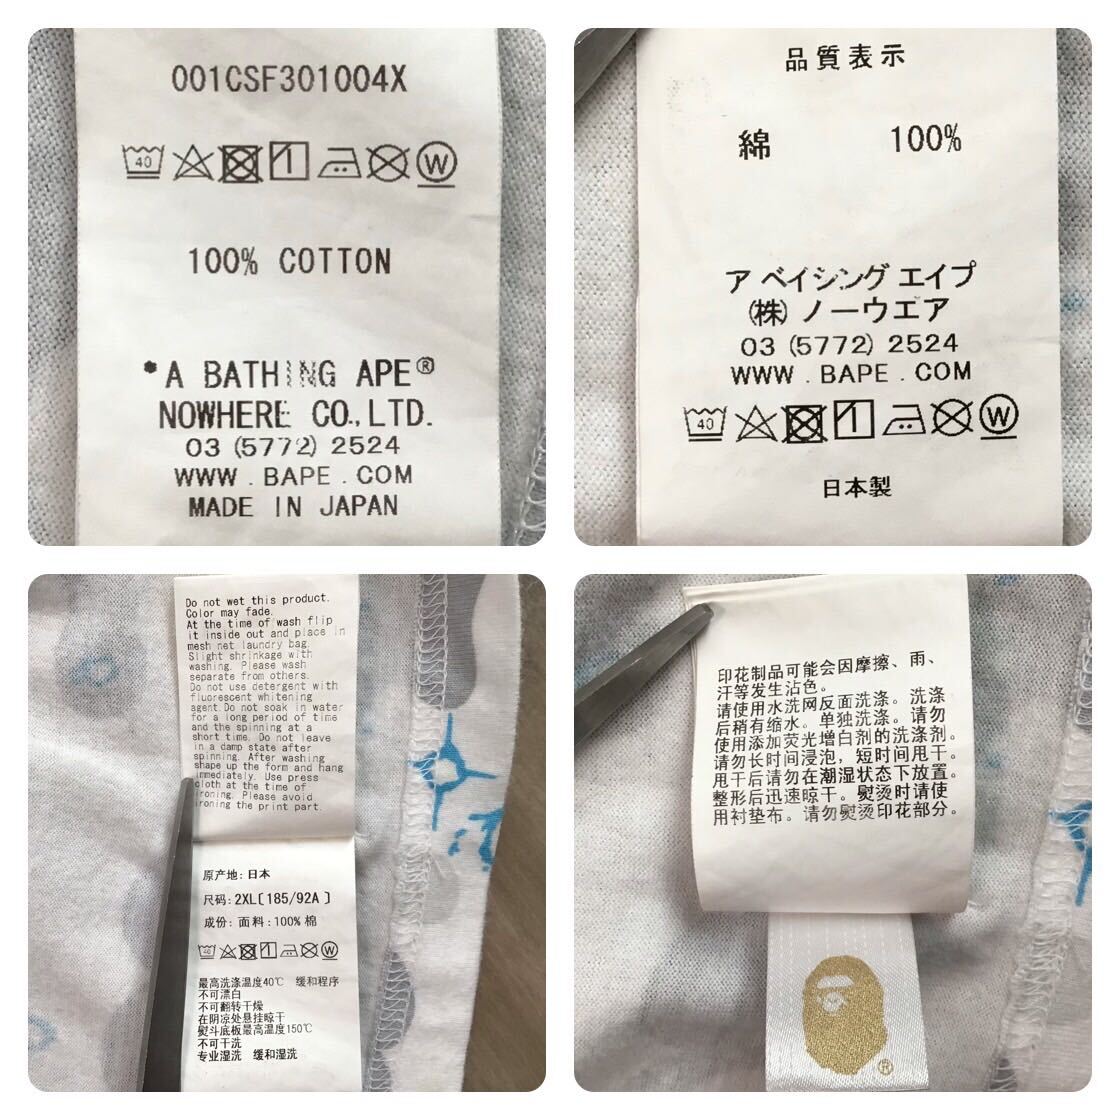 001CSF301004X
40 W
100% COTTON
*A BATHING APE®
NOWHERE CO.,LTD.
03 (5772) 2524
WWW . BAPE . COM
MADE IN JAPAN
品質表示
綿 100%
ア ベイシング エイプ
(株) ノーウエア
03 (5772) 2524
WWW . BAPE . COM
40 W
日本製
Do not wet this product.
Color may fade.
At the time of wash flip
it inside out and place in
mesh net laundry bag.
Slight shrinkage with
washing. Please wash
separate from others.
Do not use detergent with
fluorescent whitening
agent.Do not soak in water
for a long period of time
and the spinning at a
short time. Do not leave
in a damp state after
spinning. After washing
shape up the form and hang
immediately. Use press
cloth at the time of
ironing. Please avoid
ironing the print part.
原产地: 日本
尺码: 2XL[185/92A]
成份: 面料: 100% 棉
40 W
最高洗涤温度40℃ 缓和程序
不可漂白
不可翻转干燥
在阴凉处悬挂晾干
熨斗底板最高温度150℃
不可干洗
专业湿洗 缓和湿洗
印花制品可能会因摩擦、雨、
汗等发生沾色。
请使用水洗网反面洗涤。洗涤
后稍有缩水。单独洗涤。请勿
使用添加荧光增白剂的洗涤剂。
请勿长时间浸泡，短时间甩干。
甩干后请勿在潮湿状态下放置。
整形后迅速晾干。熨烫时请使
用衬垫布。请勿熨烫印花部分。
®